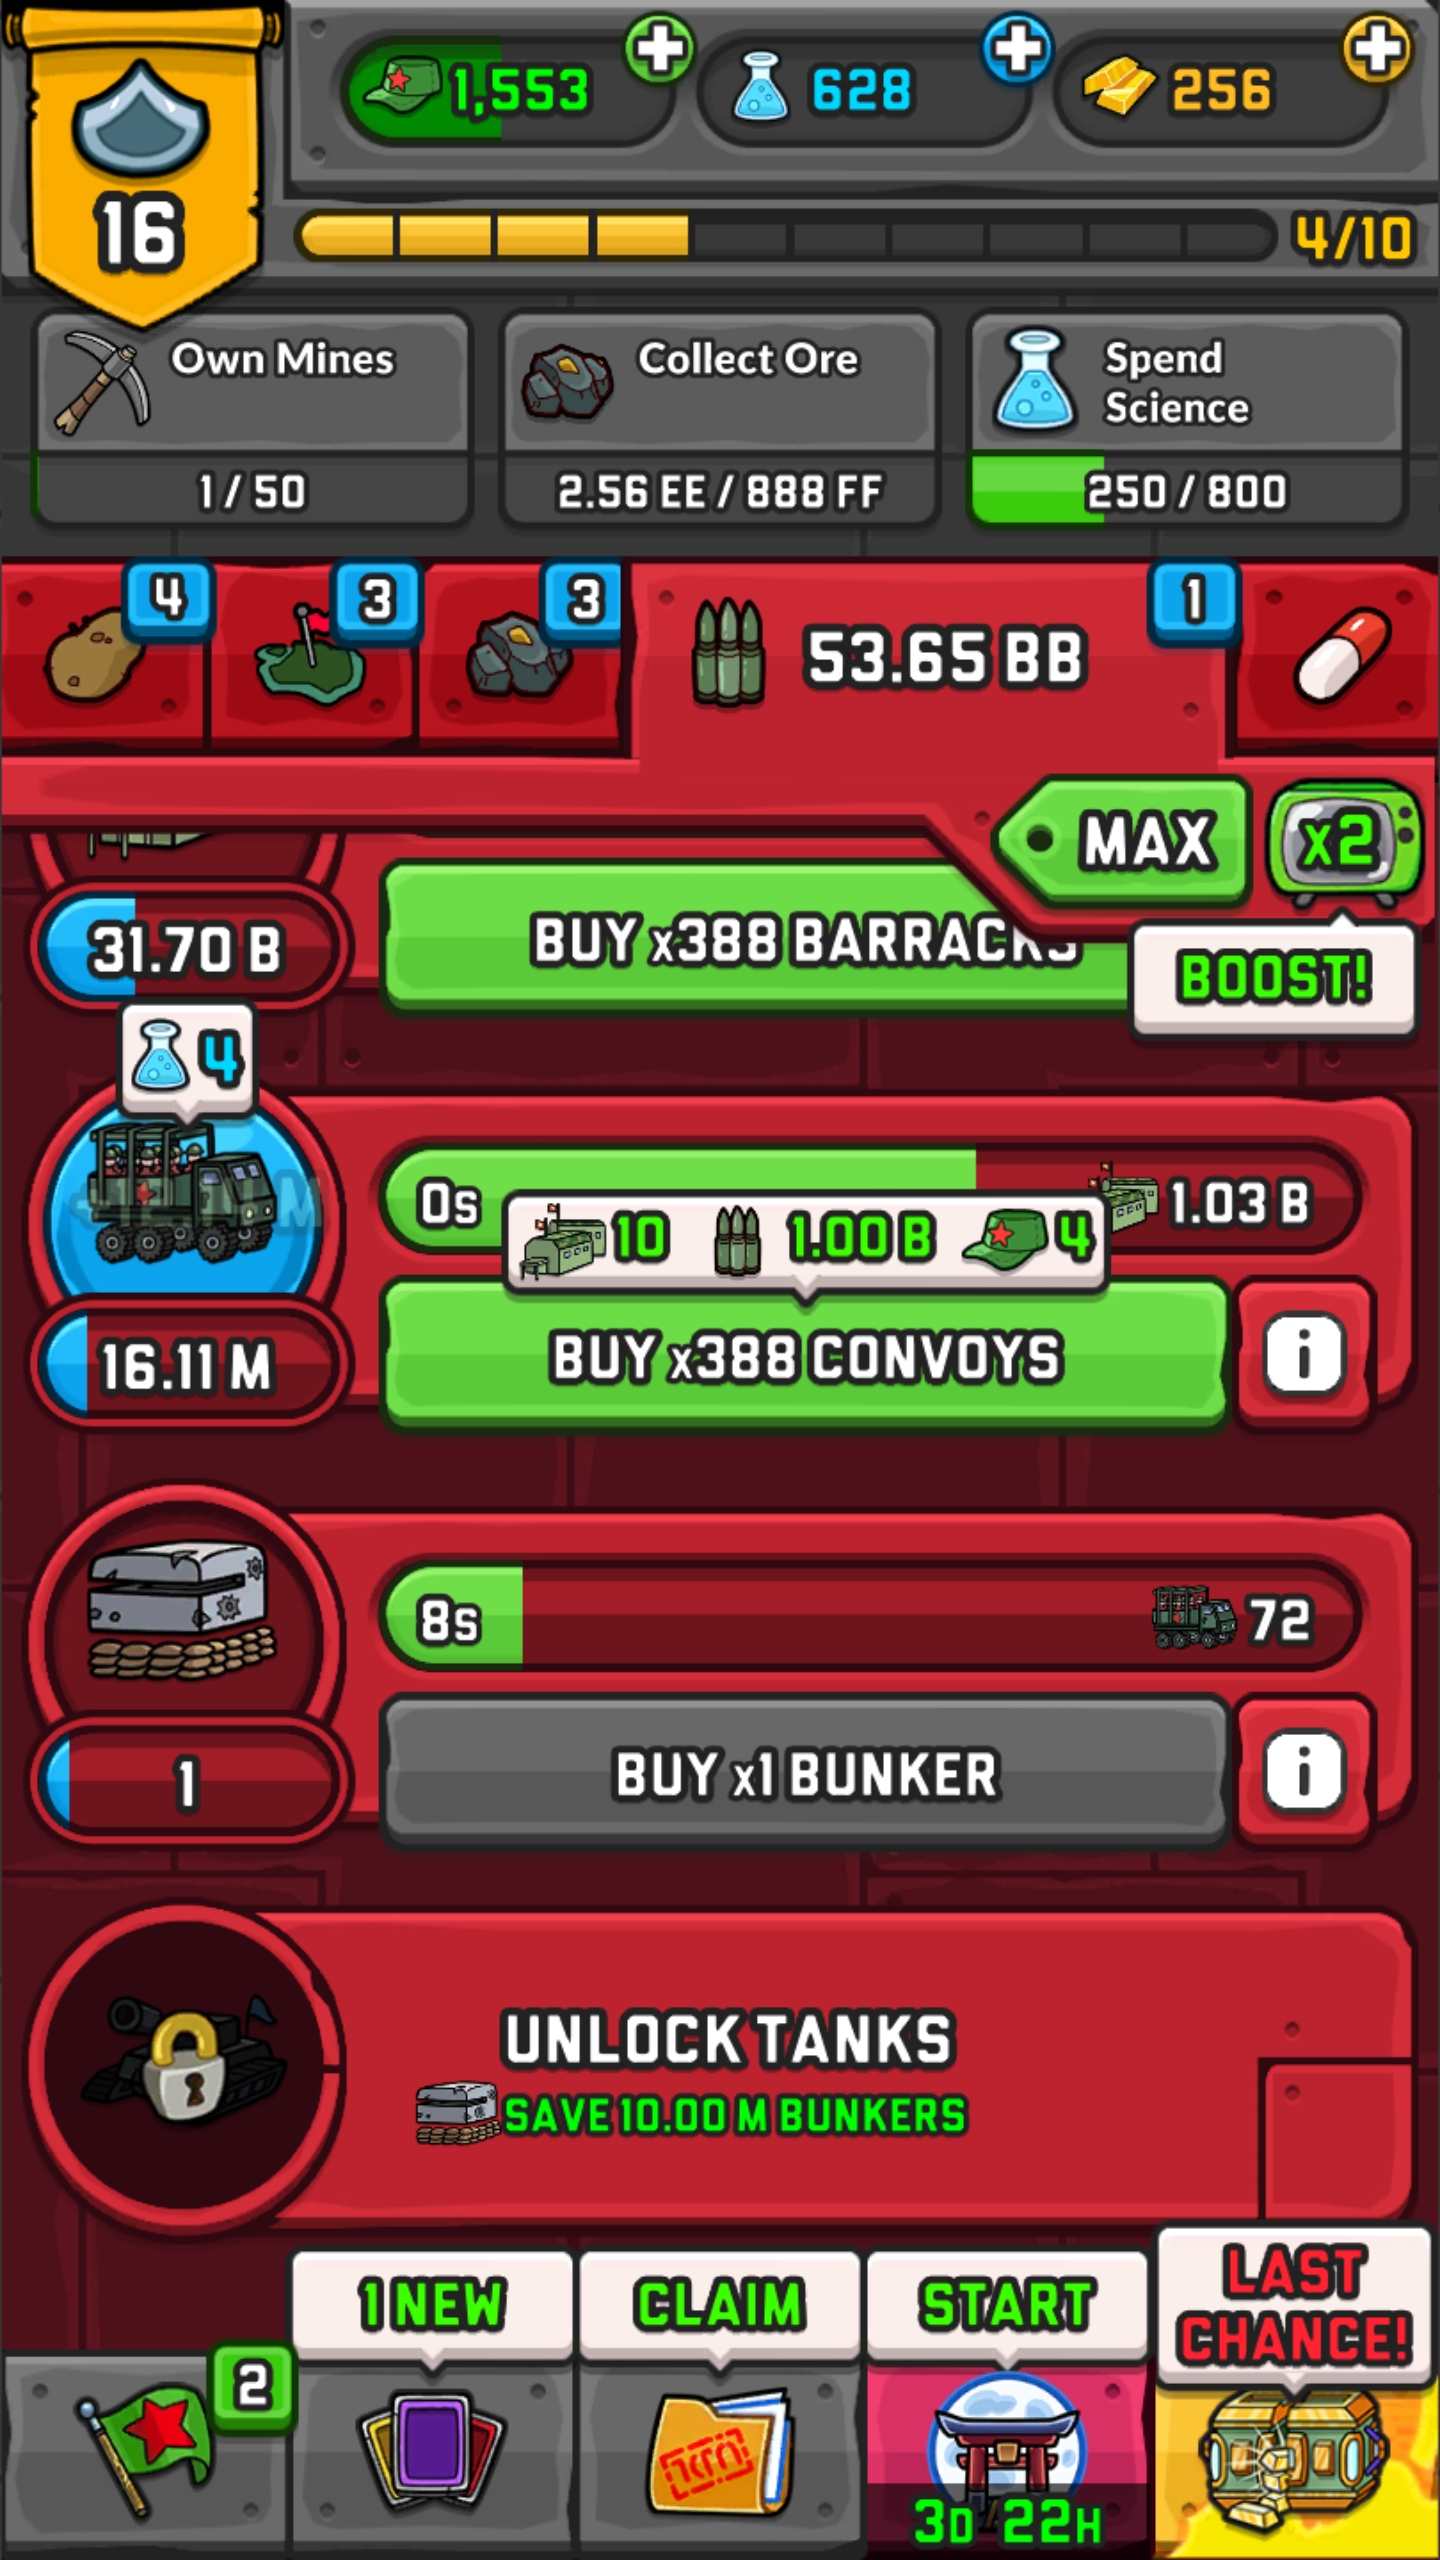 1,553
628
256
16
4/10
Own Mines
1 / 50
Collect Ore
2.56 EE / 888 FF
Spend
Science
250 / 800
4
3
3
53.65 BB
1
MAX
x2
BOOST!
31.70 B
BUY x388 BARRACKS
4
0s
1.03 B
10
1.00 B
4
16.11 M
BUY x388 CONVOYS
i
8s
72
1
BUY x1 BUNKER
i
UNLOCK TANKS
SAVE 10.00 M BUNKERS
1 NEW
CLAIM
START
LAST
CHANCE!
2
3D 22H